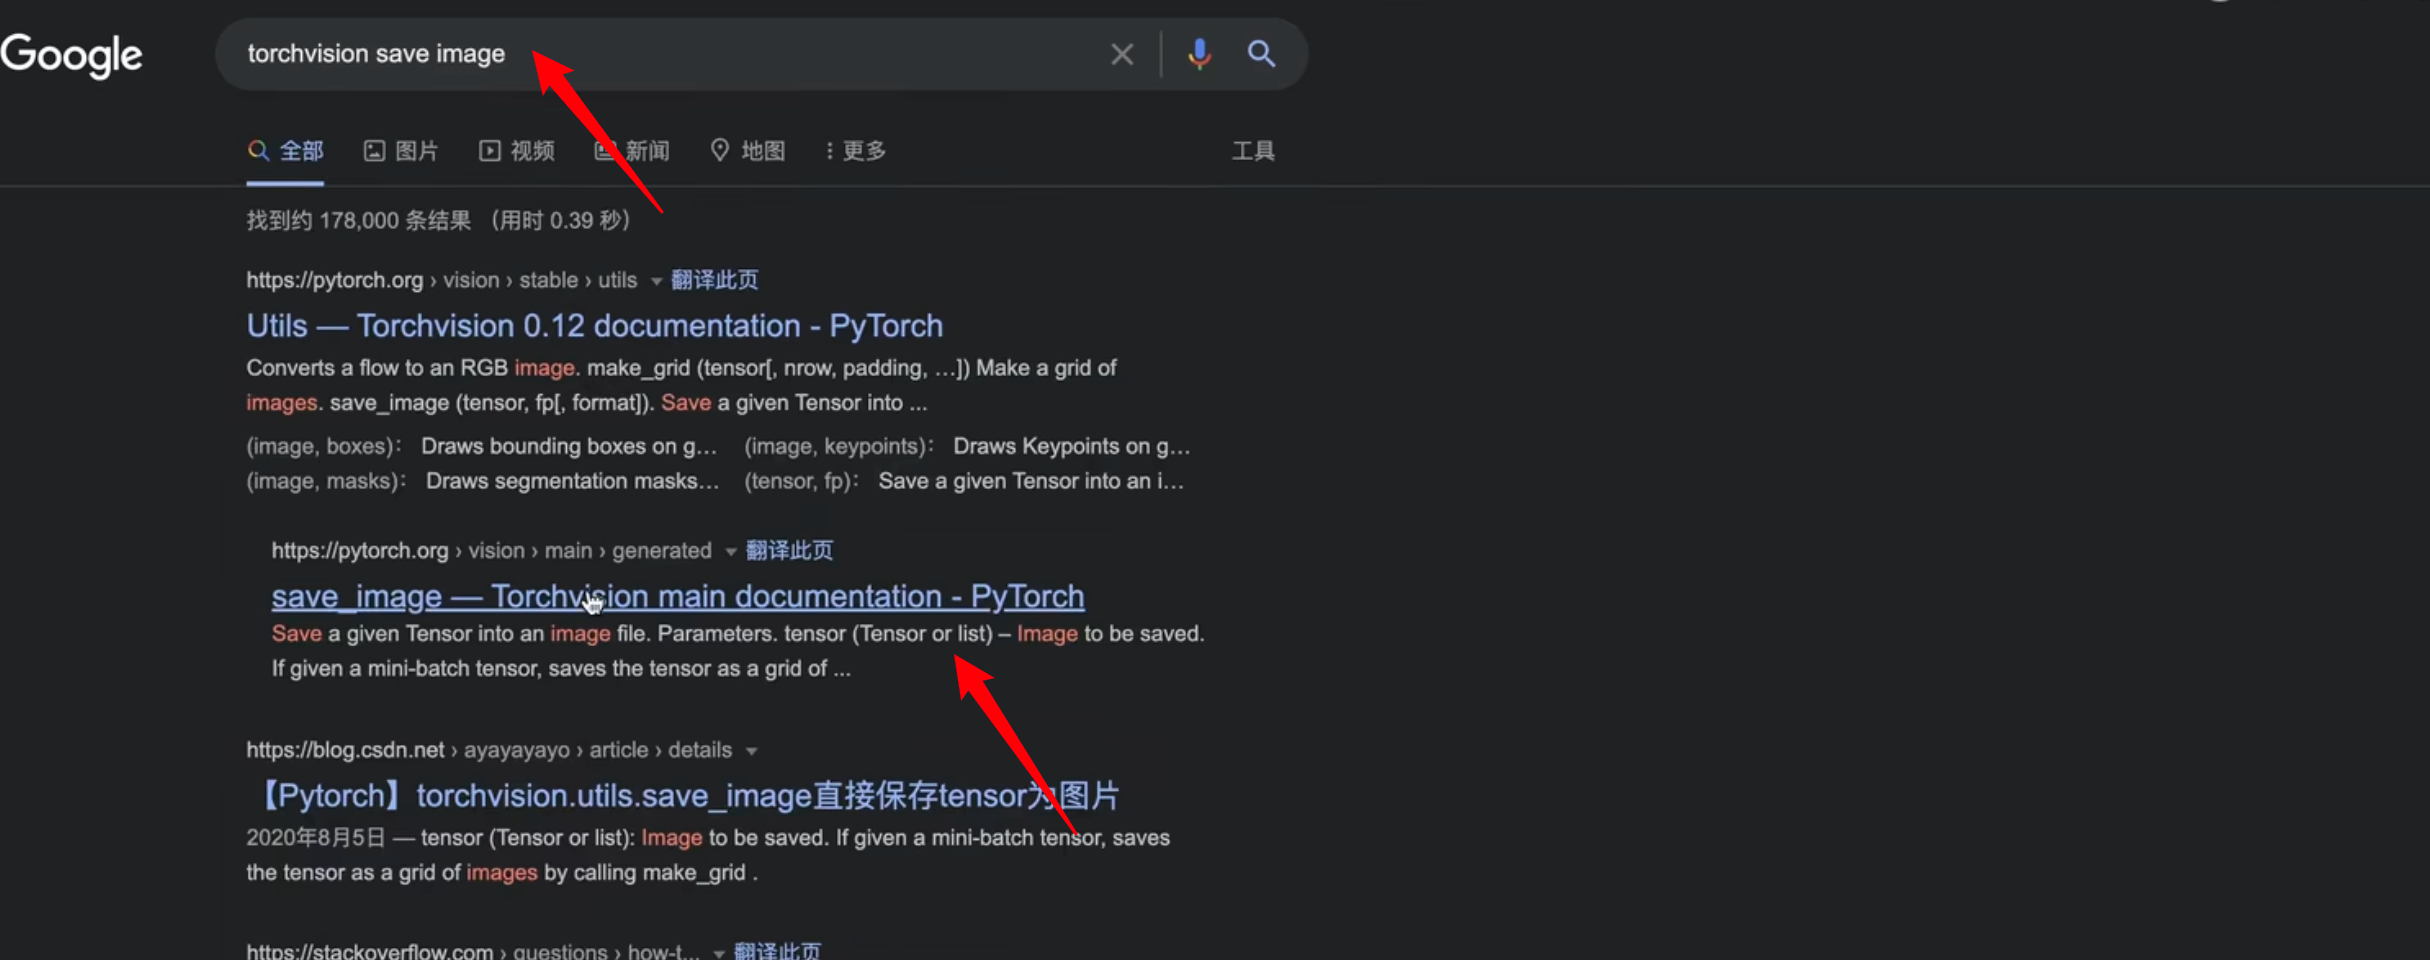 Google
torchvision save image
全部 图片 视频 新闻 地图 更多 工具
找到约 178,000 条结果 （用时 0.39 秒）
https://pytorch.org › vision › stable › utils 翻译此页
Utils — Torchvision 0.12 documentation - PyTorch
Converts a flow to an RGB image. make_grid (tensor[, nrow, padding, ...]) Make a grid of
images. save_image (tensor, fp[, format]). Save a given Tensor into ...
(image, boxes): Draws bounding boxes on g... (image, keypoints): Draws Keypoints on g...
(image, masks): Draws segmentation masks... (tensor, fp): Save a given Tensor into an i...
https://pytorch.org › vision › main › generated 翻译此页
save_image — Torchvision main documentation - PyTorch
Save a given Tensor into an image file. Parameters. tensor (Tensor or list) – Image to be saved.
If given a mini-batch tensor, saves the tensor as a grid of ...
https://blog.csdn.net › ayayayayo › article › details
【Pytorch】torchvision.utils.save_image直接保存tensor为图片
2020年8月5日 — tensor (Tensor or list): Image to be saved. If given a mini-batch tensor, saves
the tensor as a grid of images by calling make_grid .
https://stackoverflow.com › questions › how-t... 翻译此页